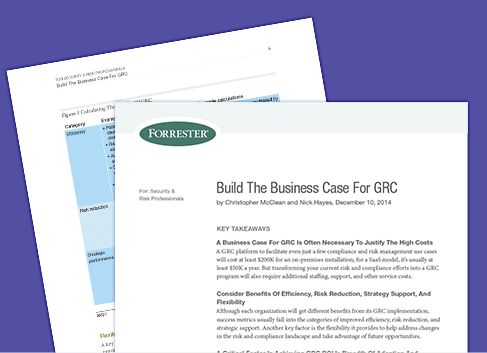 FOR SECURITY & RISK PROFESSIONALS
Build The Business Case For GRC
Category
Efficiency
Risk reduction
Strategic
performance
FORRESTER®
For: Security &
Risk Professionals
Build The Business Case For GRC
by Christopher McClean and Nick Hayes, December 10, 2014
KEY TAKEAWAYS
A Business Case For GRC Is Often Necessary To Justify The High Costs
A GRC platform to facilitate even just a few compliance and risk management use cases
will cost at least $200K for an on-premises installation; for a SaaS model, it's usually at
least $50K a year. But transforming your current risk and compliance efforts into a GRC
program will also require additional staffing, support, and other service costs.
Consider Benefits Of Efficiency, Risk Reduction, Strategy Support, And
Flexibility
Although each organization will get different benefits from its GRC implementation,
success metrics usually fall into the categories of improved efficiency, risk reduction, and
strategic support. Another key factor is the flexibility it provides to help address changes
in the risk and compliance landscape and take advantage of future opportunities.